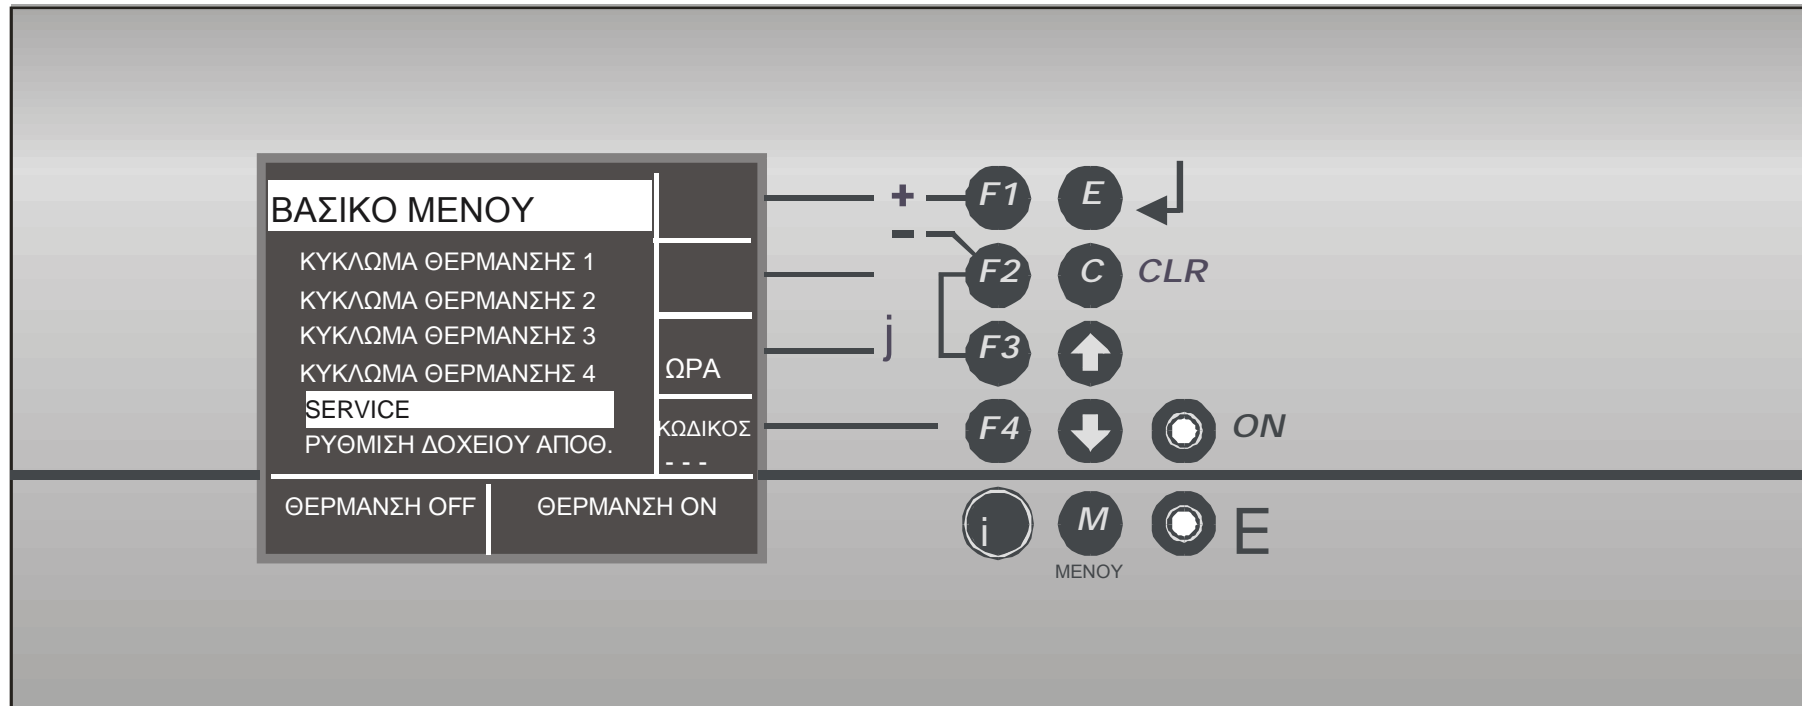 ΒΑΣΙΚΟ ΜΕΝΟΥ
ΚΥΚΛΩΜΑ ΘΕΡΜΑΝΣΗΣ 1
ΚΥΚΛΩΜΑ ΘΕΡΜΑΝΣΗΣ 2
ΚΥΚΛΩΜΑ ΘΕΡΜΑΝΣΗΣ 3
ΚΥΚΛΩΜΑ ΘΕΡΜΑΝΣΗΣ 4
SERVICE
ΡΥΘΜΙΣΗ ΔΟΧΕΙΟΥ ΑΠΟΘ.
ΩΡΑ
ΚΩΔΙΚΟΣ
- - -
ΘΕΡΜΑΝΣΗ OFF
ΘΕΡΜΑΝΣΗ ON
+
-
j
F1 E
F2 C CLR
F3
F4 ON
i M E
ΜΕΝΟΥ